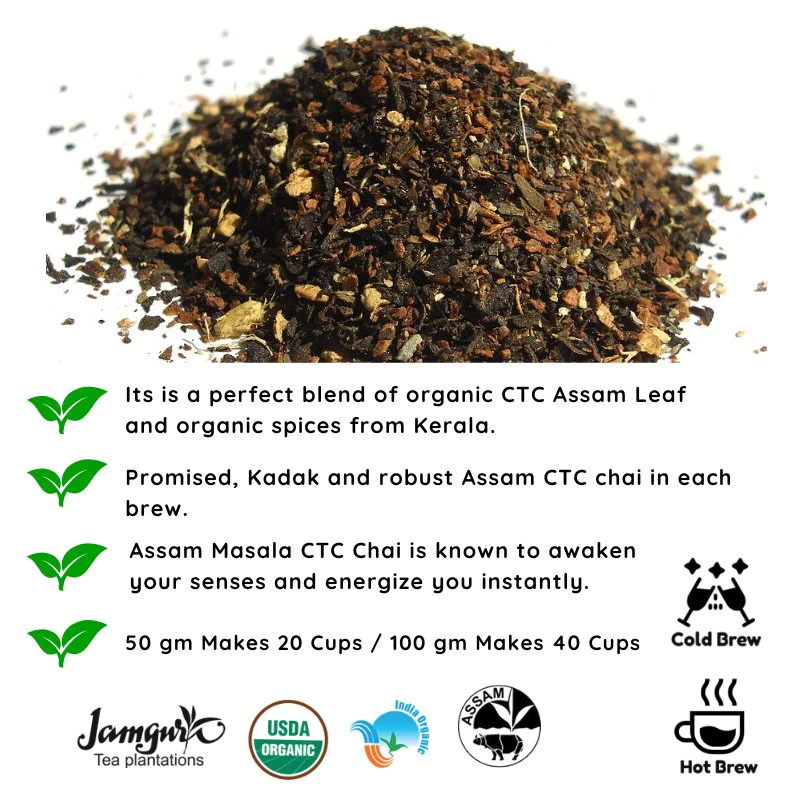 Its is a perfect blend of organic CTC Assam Leaf
and organic spices from Kerala.
Promised, Kadak and robust Assam CTC chai in each
brew.
Assam Masala CTC Chai is known to awaken
your senses and energize you instantly.
50 gm Makes 20 Cups / 100 gm Makes 40 Cups
Cold Brew
Jamguri
Tea plantations
USDA
ORGANIC
India Organic
ASSAM
Hot Brew